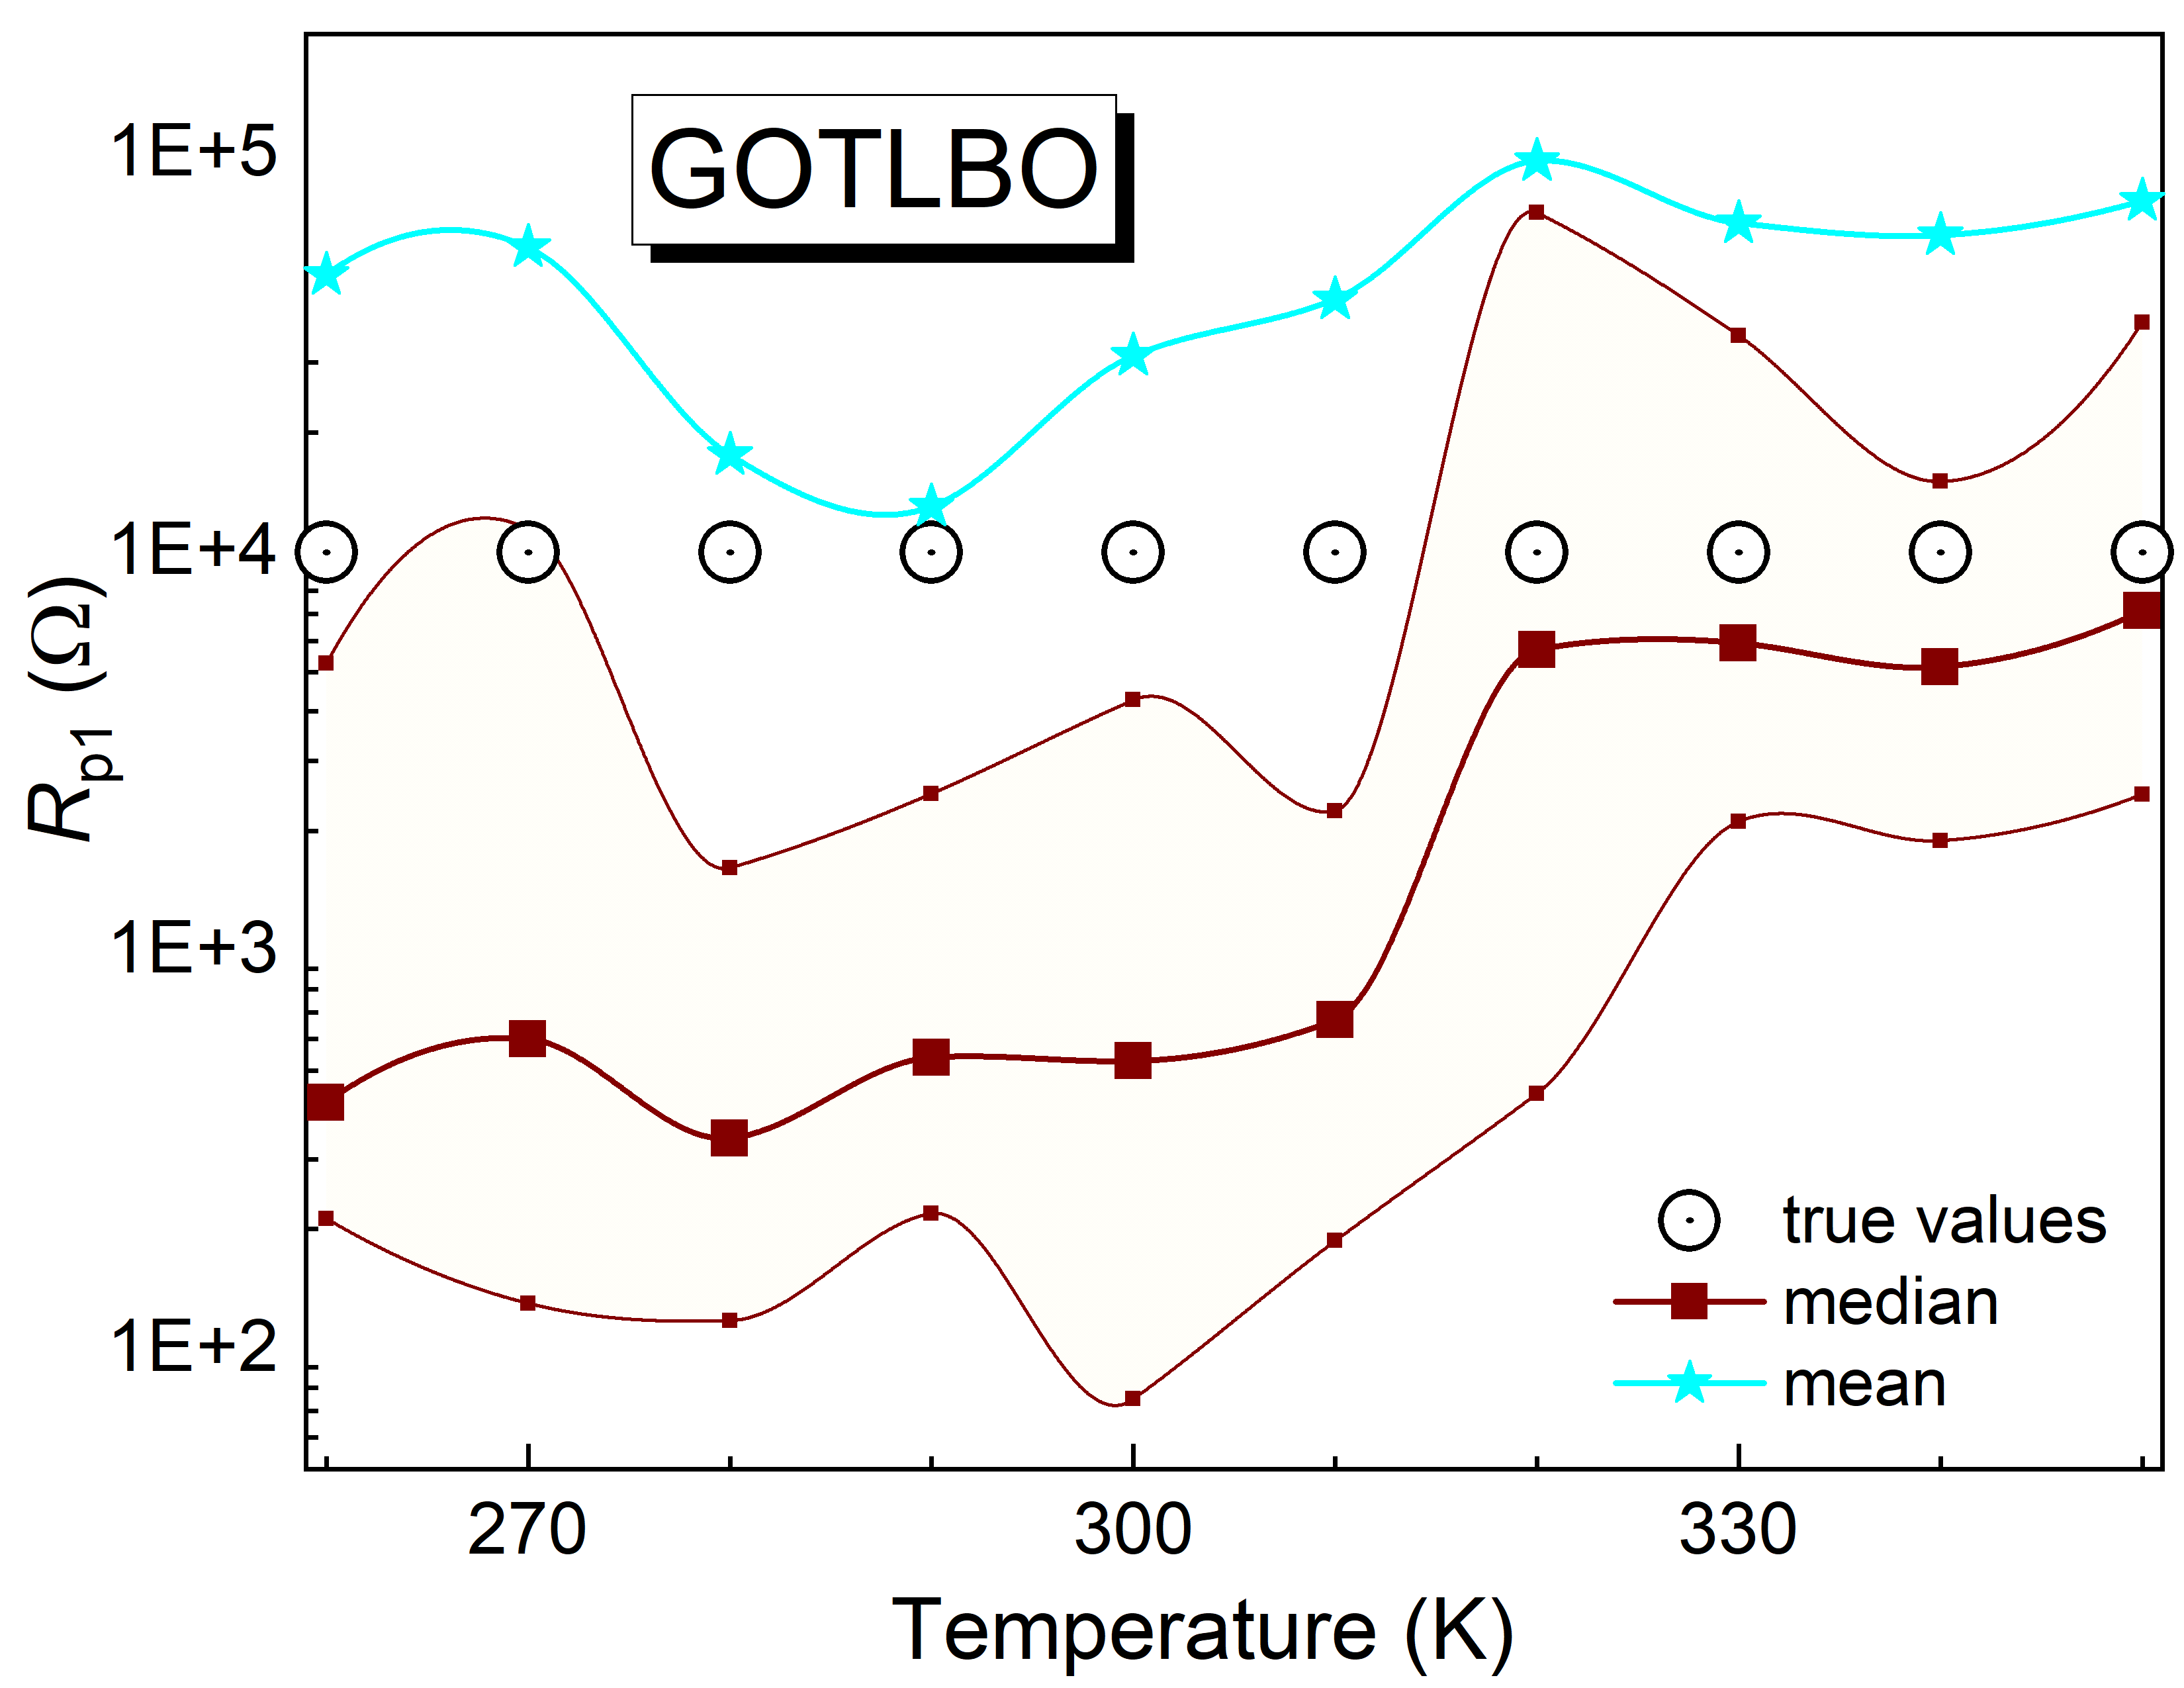 GOTLBO
1E+5
1E+4
1E+3
1E+2
Rp1 (Ω)
true values
median
mean
270 300 330
Temperature (K)